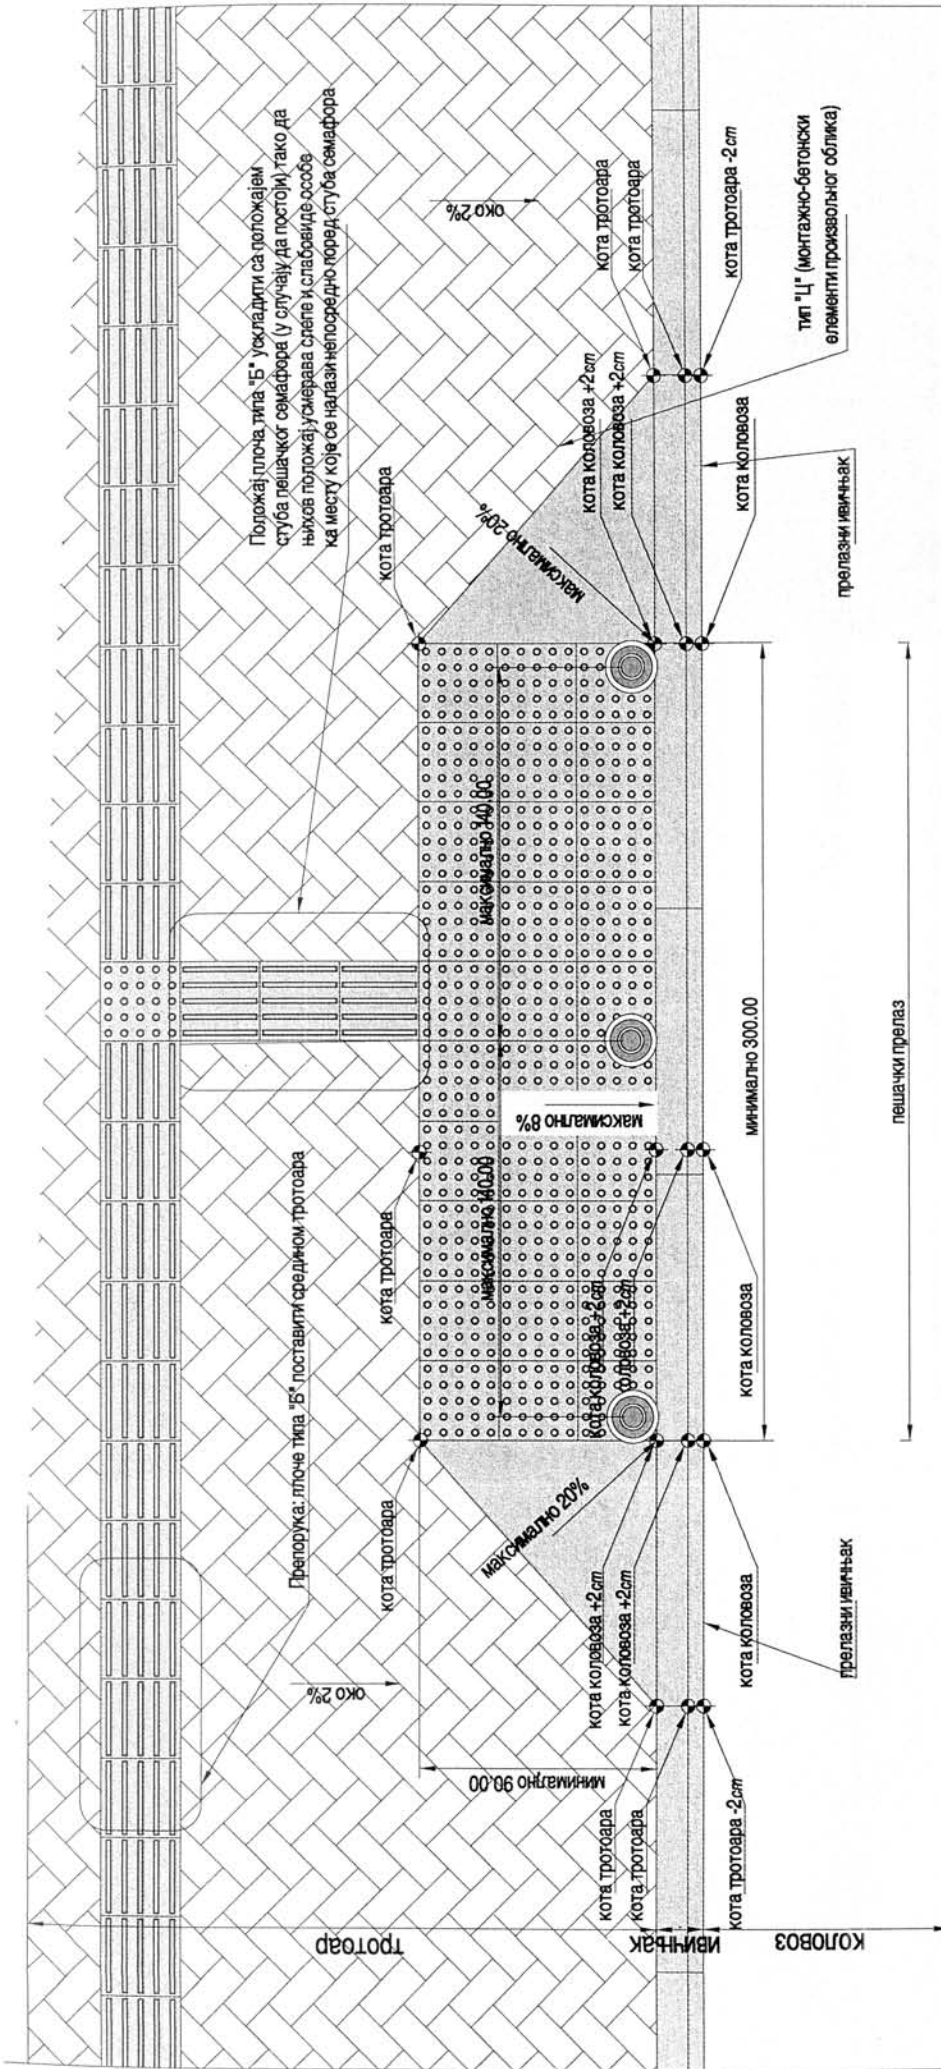 Положај плоча типа "Б" ускладити са положајем
стуба пешачког семафора (у случају да постоји) тако да
њихов положај усмерава слепе и слабовиде особе
ка месту које се налази непосредно поред стуба семафора
Препорука: плоче типа "Б" поставити средином тротоара
око 2%
око 2%
кота тротоара
кота тротоара
кота тротоара
максимално 20%
максимално 20%
максимално 140.00
максимално 140.00
максимално 8%
минимално 90.00
кота тротоара
кота тротоара
кота тротоара -2cm
кота коловоза +2cm
кота коловоза +2cm
кота коловоза
кота коловоза +2cm
коловоза +2cm
кота коловоза
кота коловоза +2cm
кота коловоза +2cm
кота коловоза
кота тротоара
кота тротоара
кота тротоара -2cm
тип "Ц" (монтажно-бетонски
елементи произвољног облика)
прелазни ивичњак
прелазни ивичњак
минимално 300.00
пешачки прелаз
тротоар
ивичњак
коловоз